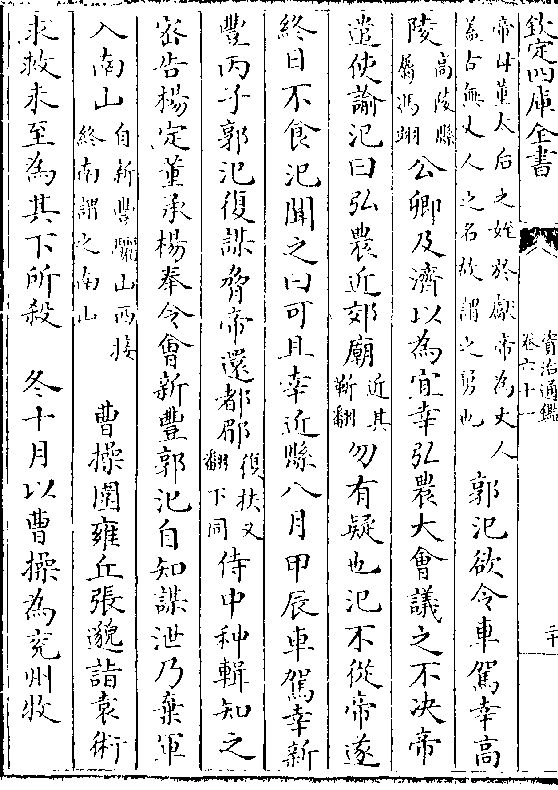 欽定四庫全書
資治通鑑
卷六十一
二十
帝母董太后之姪於獻帝為丈人
蓋古無丈人之名故謂之舅也
郭汜欲令車駕幸高
陵
高陵縣
屬馮翊
公卿及濟以為宜幸弘農大會議之不決帝
遣使諭汜曰弘農近郊廟
近其
靳翻
勿有疑也汜不從帝遂
終日不食汜聞之曰可且幸近縣八月甲辰車駕幸新
豐丙子郭汜復謀脅帝還都郿
復扶又
翻下同
侍中种輯知之
密告楊定董承楊奉令會新豐郭汜自知謀泄乃棄軍
入南山
自新豐驪山西接
終南謂之南山
曹操圍雍丘張邈詣袁術
求救未至為其下所殺 冬十月以曹操為兖州牧